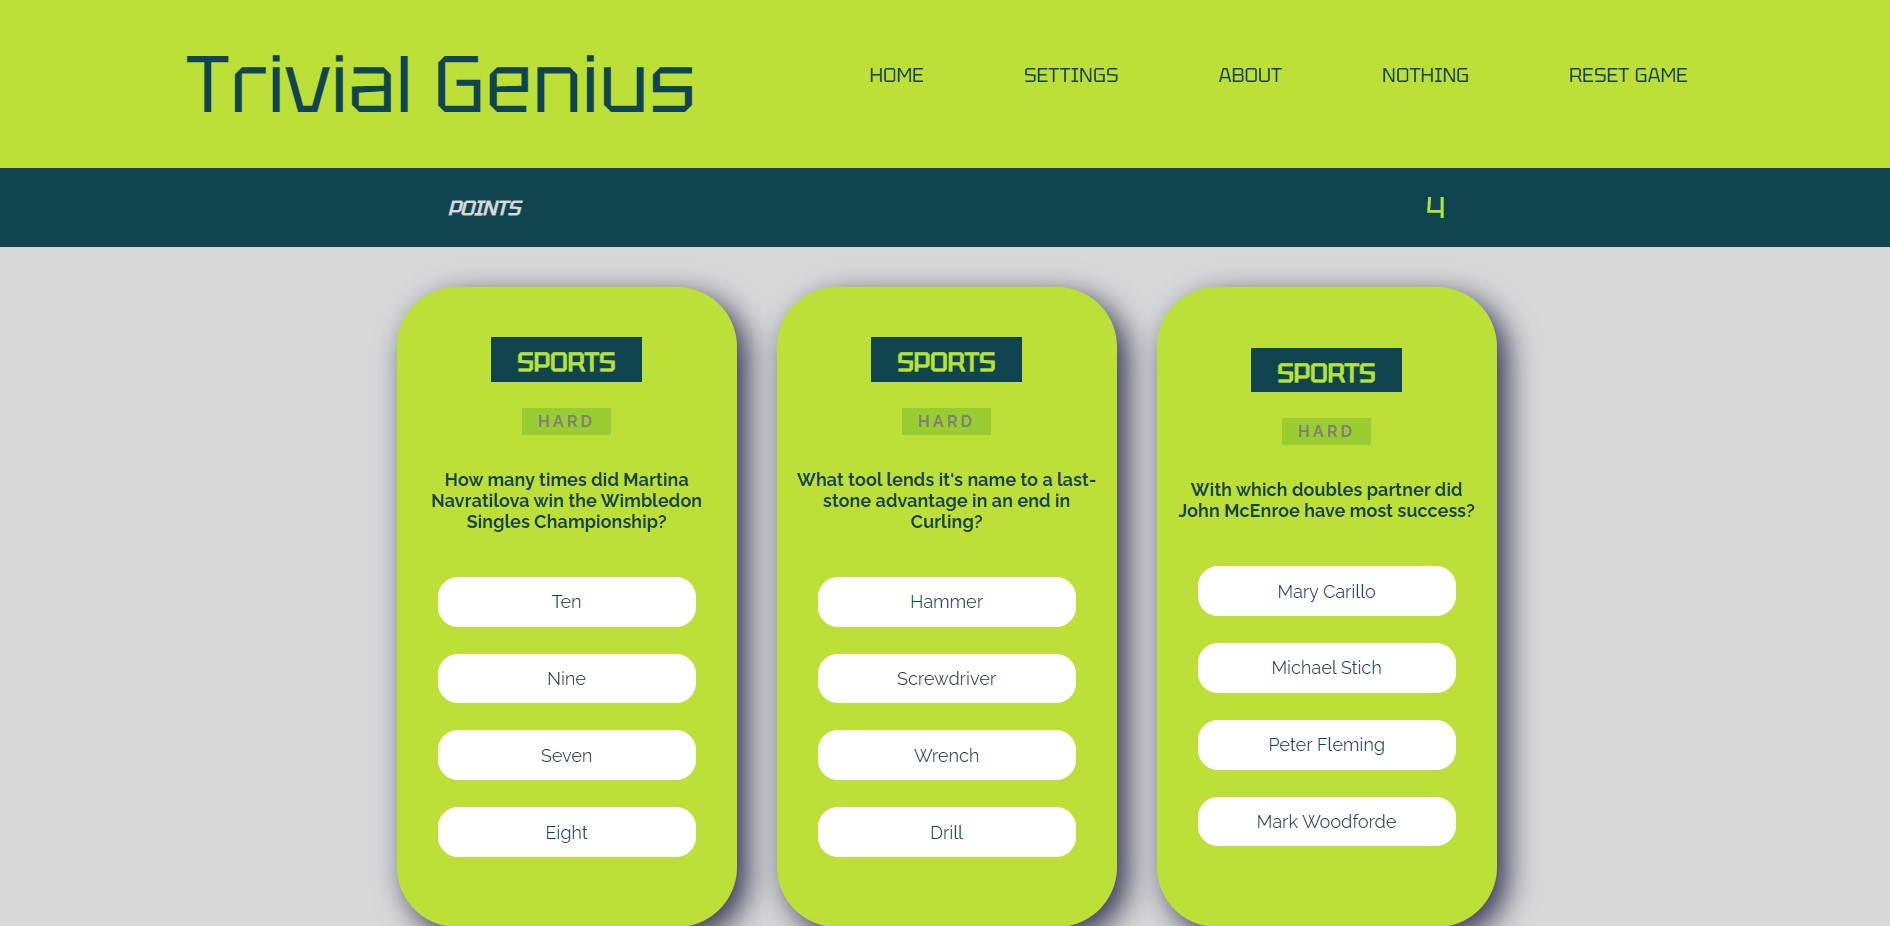 Trivial Genius
HOME SETTINGS ABOUT NOTHING RESET GAME
POINTS 4
SPORTS
HARD
How many times did Martina
Navratilova win the Wimbledon
Singles Championship?
Ten
Nine
Seven
Eight
SPORTS
HARD
What tool lends it's name to a last-
stone advantage in an end in
Curling?
Hammer
Screwdriver
Wrench
Drill
SPORTS
HARD
With which doubles partner did
John McEnroe have most success?
Mary Carillo
Michael Stich
Peter Fleming
Mark Woodforde